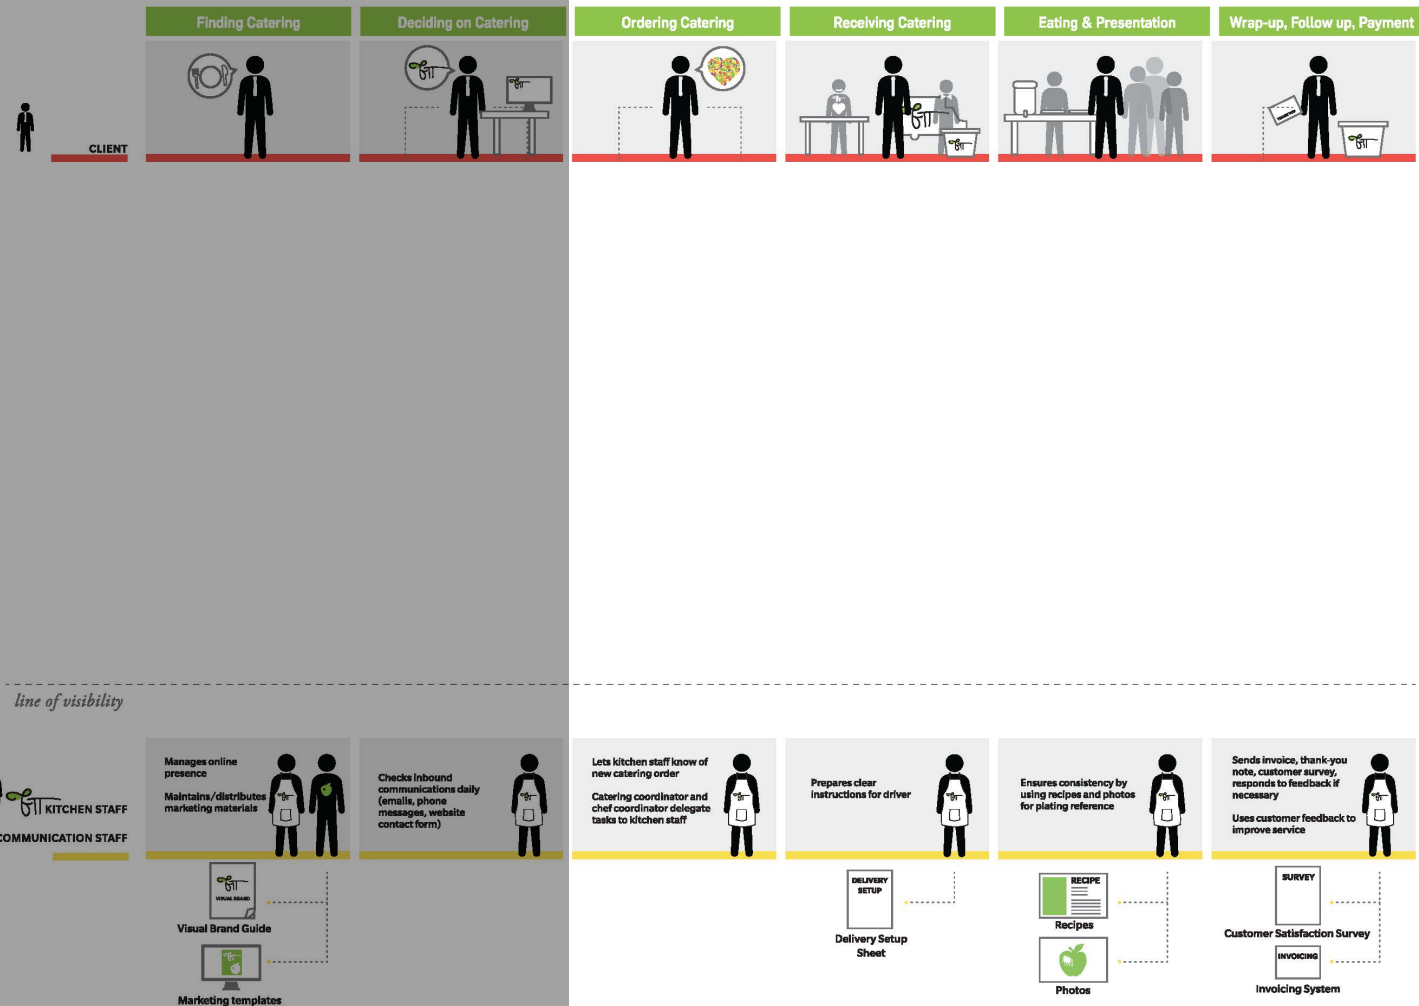 Finding Catering
Deciding on Catering
Ordering Catering
Receiving Catering
Eating & Presentation
Wrap-up, Follow up, Payment
CLIENT
line of visibility
KITCHEN STAFF
COMMUNICATION STAFF
Manages online
presence
Maintains/distributes
marketing materials
Checks inbound
communications daily
(emails, phone
messages, website
contact form)
Lets kitchen staff know of
new catering order
Catering coordinator and
chef coordinator delegate
tasks to kitchen staff
Prepares clear
instructions for driver
Ensures consistency by
using recipes and photos
for plating reference
Sends invoice, thank-you
note, customer survey,
responds to feedback if
necessary
Uses customer feedback to
improve service
VISUAL BRAND
Visual Brand Guide
Marketing templates
DELIVERY
SETUP
Delivery Setup
Sheet
RECIPE
Recipes
Photos
SURVEY
Customer Satisfaction Survey
INVOICING
Invoicing System